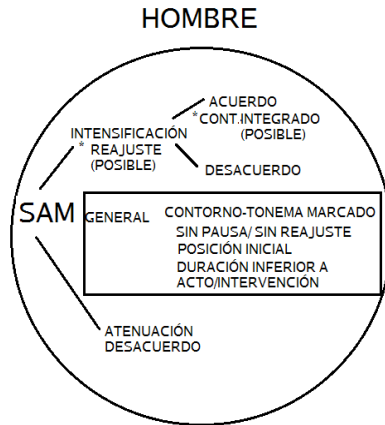 HOMBRE
ACUERDO
*CONT.INTEGRADO
(POSIBLE)
INTENSIFICACIÓN
* REAJUSTE
(POSIBLE)
DESACUERDO
SAM
GENERAL
CONTORNO-TONEMA MARCADO
SIN PAUSA/ SIN REAJUSTE
POSICIÓN INICIAL
DURACIÓN INFERIOR A
ACTO/INTERVENCIÓN
ATENUACIÓN
DESACUERDO